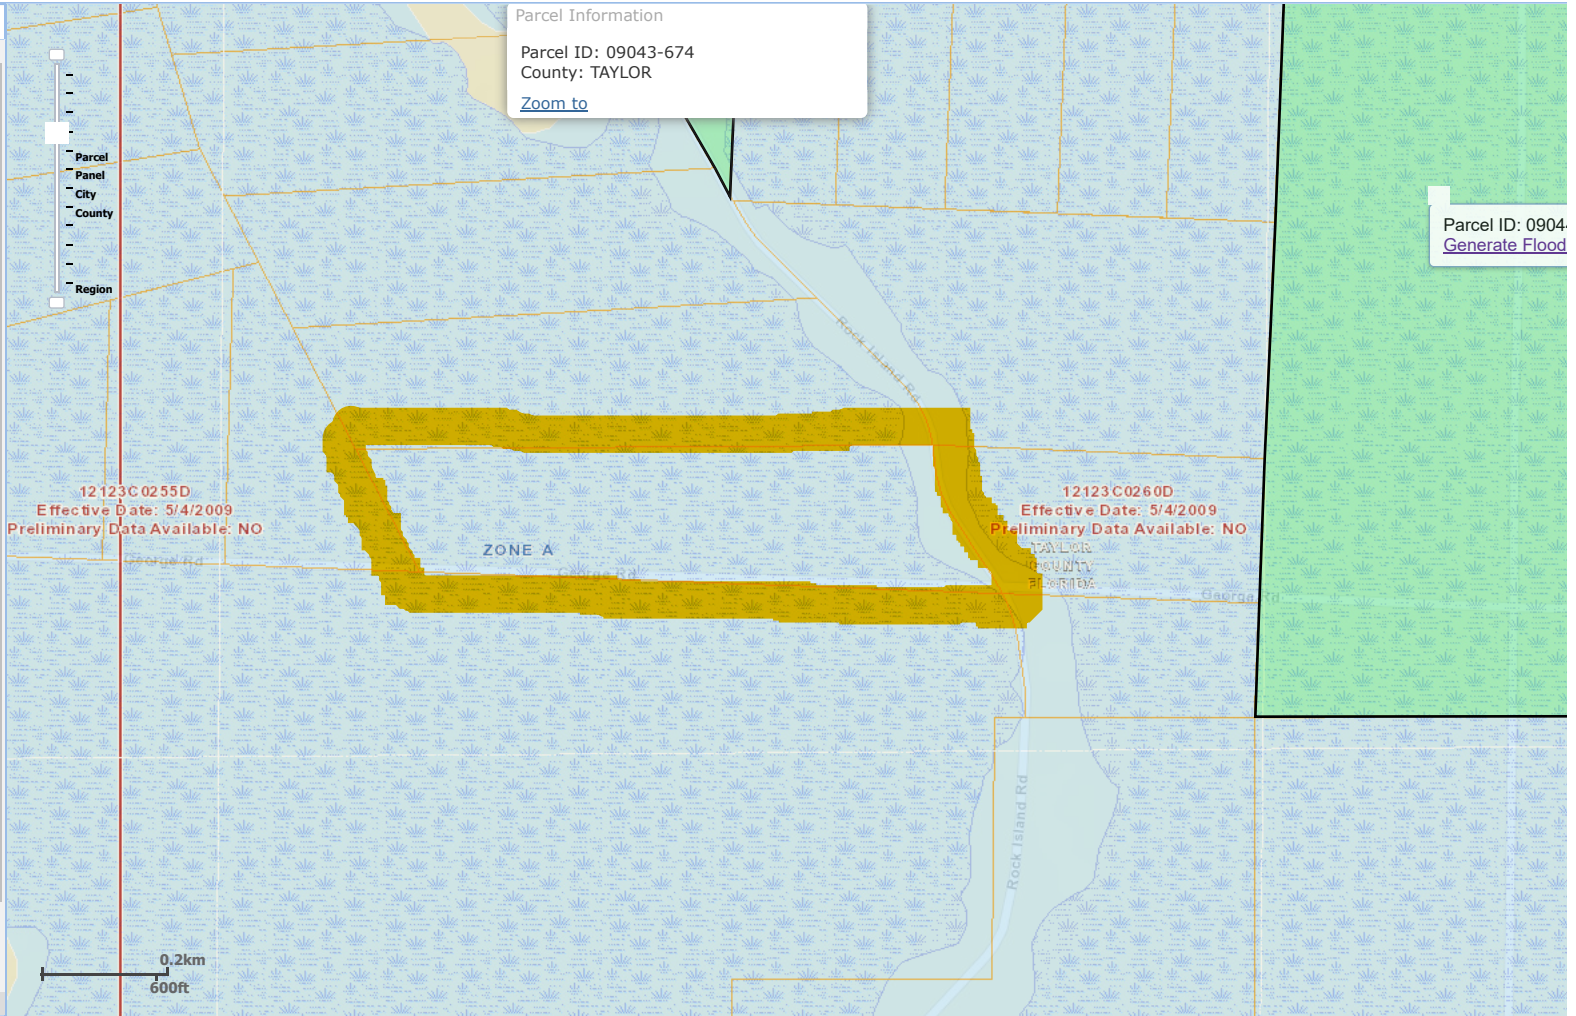 Parcel Information
Parcel ID: 09043-674
County: TAYLOR
Zoom to
Parcel
Panel
City
County
Region
Parcel ID: 0904
Generate Flood
Rock Island Rd
12123C0255D
Effective Date: 5/4/2009
Preliminary Data Available: NO
12123C0260D
Effective Date: 5/4/2009
Preliminary Data Available: NO
TAYLOR
COUNTY
FLORIDA
ZONE A
George Rd
George Rd
George Rd
Rock Island Rd
0.2km
600ft